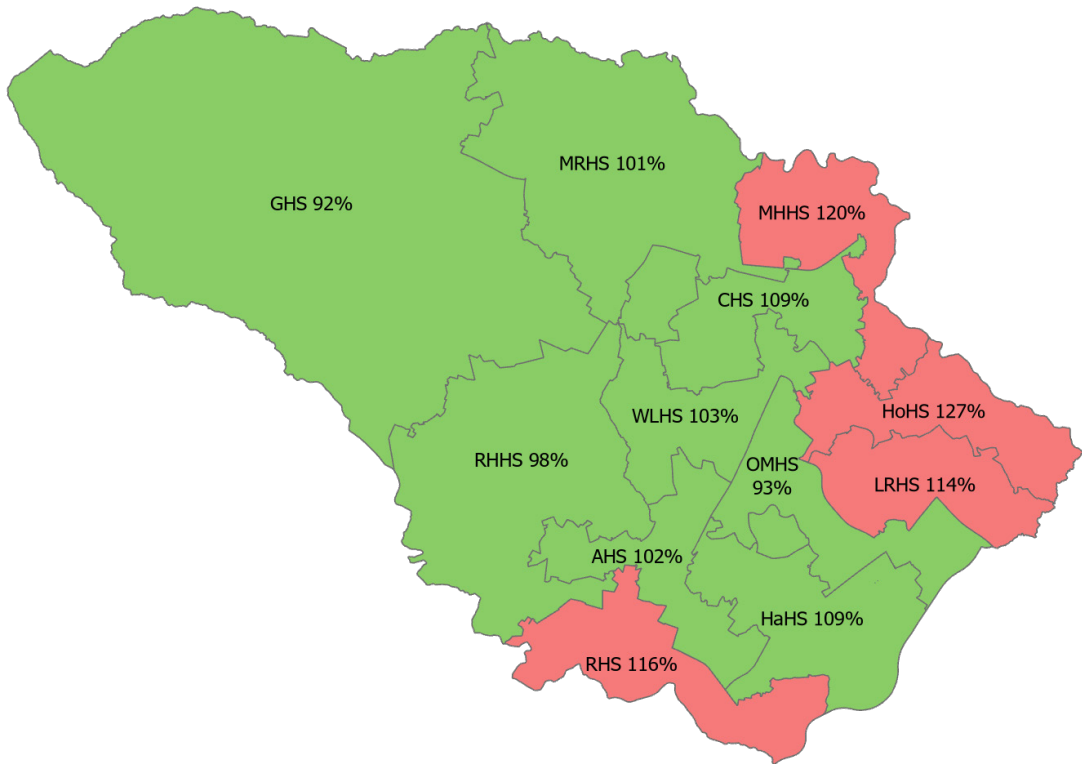 MRHS 101%
GHS 92%
MHHS 120%
CHS 109%
WLHS 103%
HoHS 127%
RHHS 98%
OMHS
93%
LRHS 114%
AHS 102%
HaHS 109%
RHS 116%